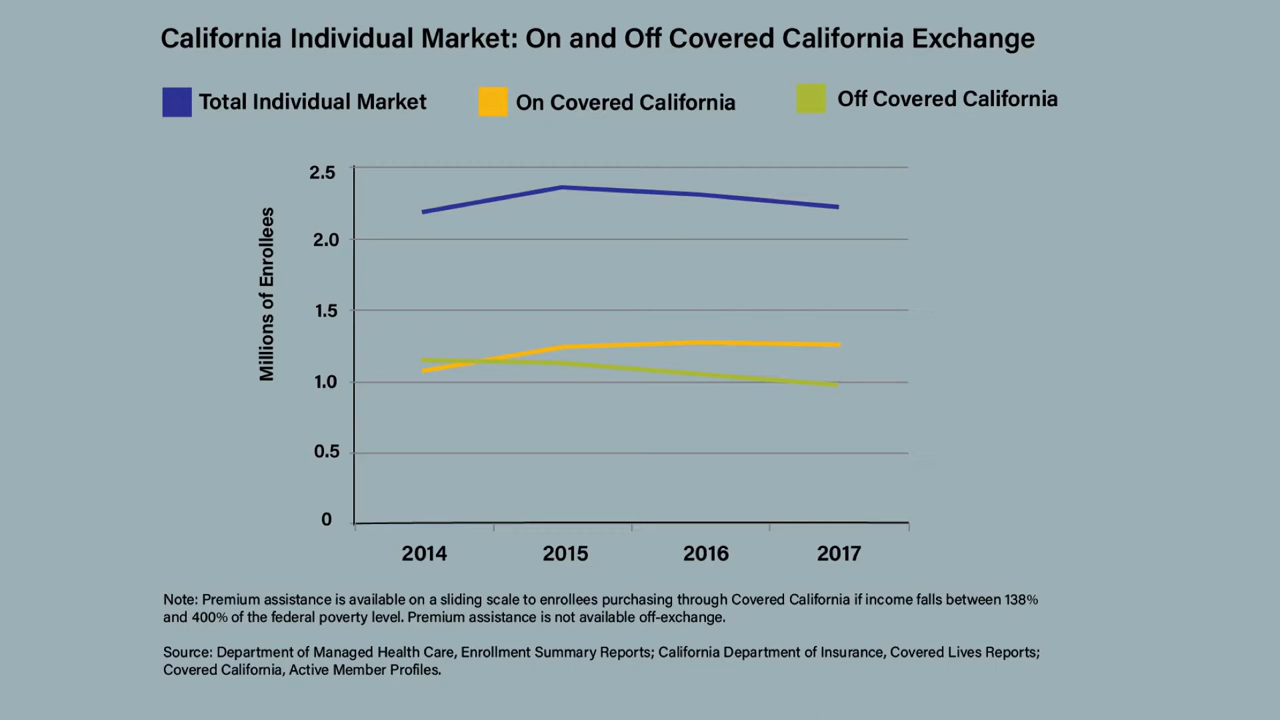 California Individual Market: On and Off Covered California Exchange
Total Individual Market
On Covered California
Off Covered California
Millions of Enrollees
2.5
2.0
1.5
1.0
0.5
0
2014
2015
2016
2017
Note: Premium assistance is available on a sliding scale to enrollees purchasing through Covered California if income falls between 138%
and 400% of the federal poverty level. Premium assistance is not available off-exchange.
Source: Department of Managed Health Care, Enrollment Summary Reports; California Department of Insurance, Covered Lives Reports;
Covered California, Active Member Profiles.